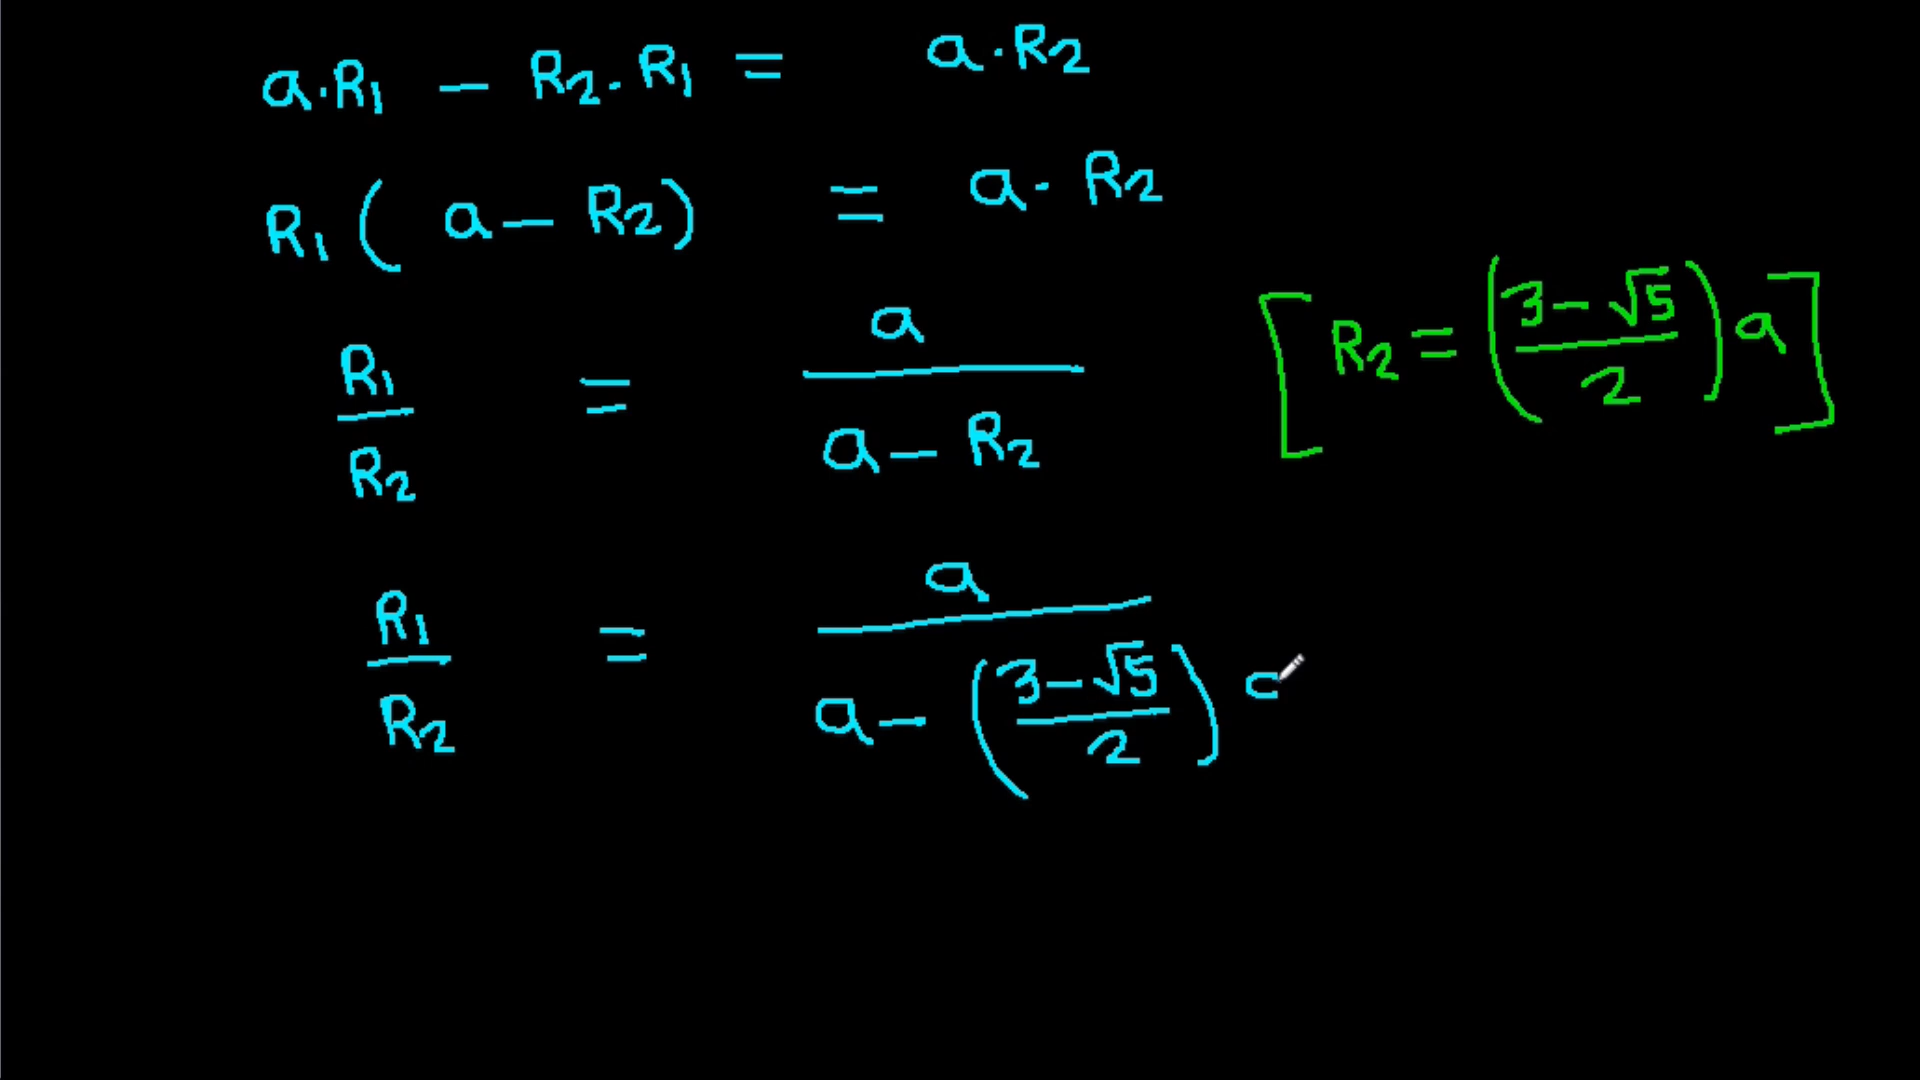 a·R1 − R2·R1 = a·R2
R1 ( a − R2 ) = a· R2
R1/R2 = a/(a − R2)
[ R2 = ((3−√5)/2) a ]
R1/R2 = a/(a − ((3−√5)/2)